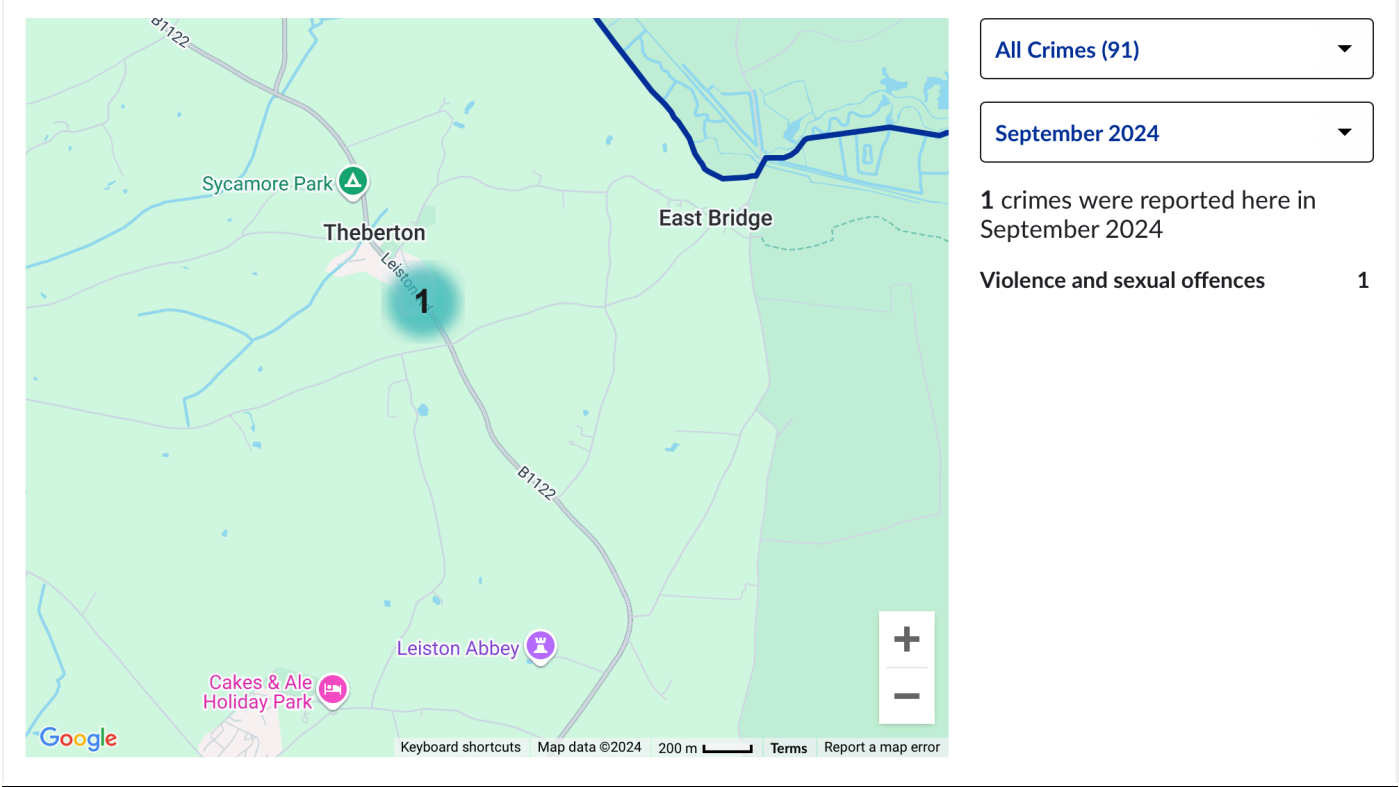 B1122
Sycamore Park
Theberton
East Bridge
Leiston
1
B1122
Leiston Abbey
Cakes & Ale
Holiday Park
Google
Keyboard shortcuts
Map data ©2024
200 m
Terms
Report a map error
All Crimes (91)
September 2024
1 crimes were reported here in
September 2024
Violence and sexual offences 1